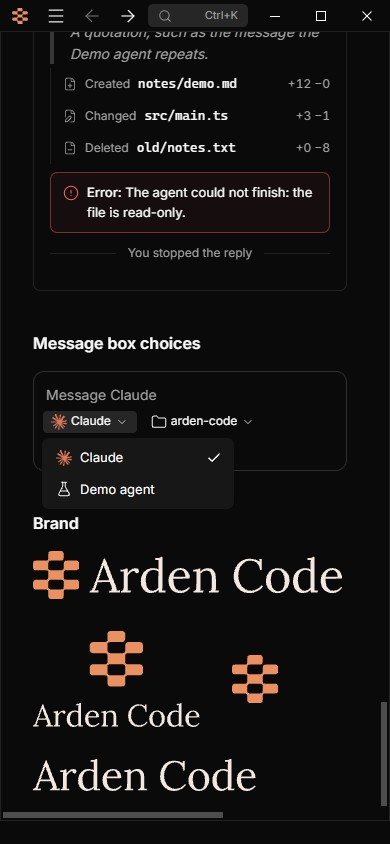 Ctrl+K
A quotation, such as the message the
Demo agent repeats.
Created notes/demo.md +12 −0
Changed src/main.ts +3 −1
Deleted old/notes.txt +0 −8
Error: The agent could not finish: the
file is read-only.
You stopped the reply
Message box choices
Message Claude
Claude arden-code
Claude
Demo agent
Brand
Arden Code
Arden Code
Arden Code